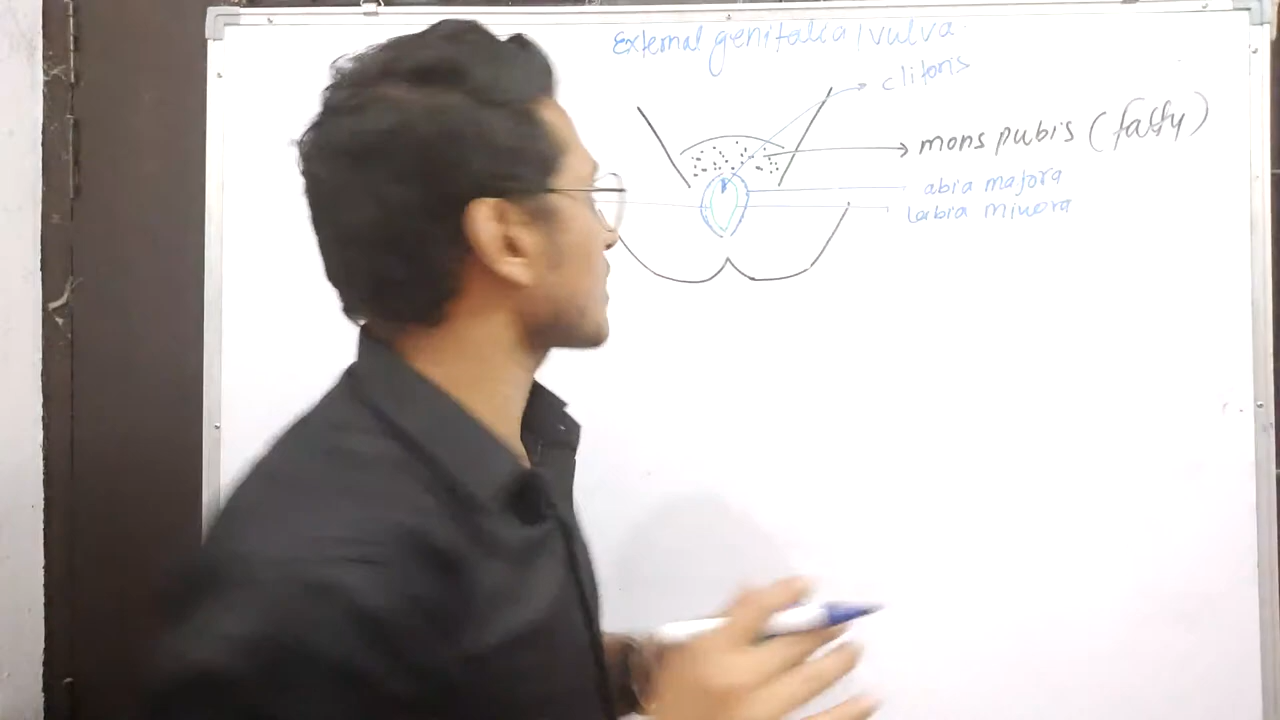 External genitalia / vulva
clitoris
mons pubis (fatty)
abia majora
Labia minora